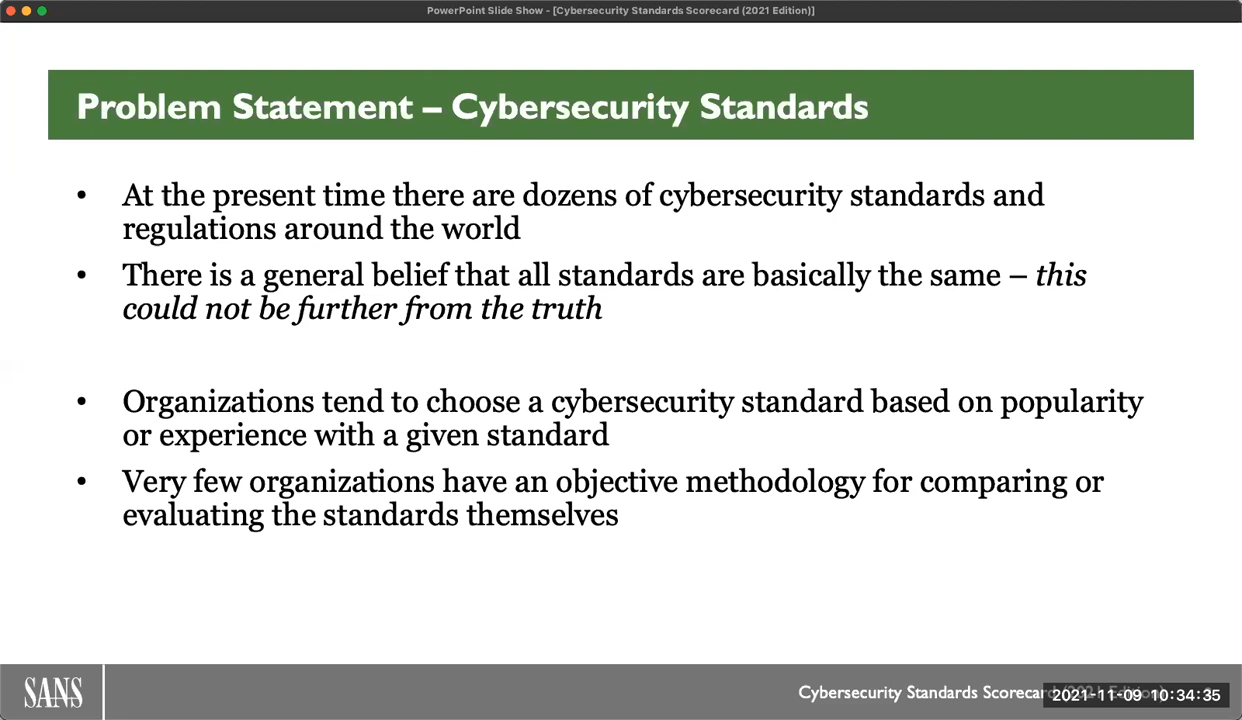 PowerPoint Slide Show - [Cybersecurity Standards Scorecard (2021 Edition)]
Problem Statement – Cybersecurity Standards
• At the present time there are dozens of cybersecurity standards and
regulations around the world
• There is a general belief that all standards are basically the same – this
could not be further from the truth
• Organizations tend to choose a cybersecurity standard based on popularity
or experience with a given standard
• Very few organizations have an objective methodology for comparing or
evaluating the standards themselves
SANS
Cybersecurity Standards Scorecard (2021 Edition)
2021-11-09 10:34:35